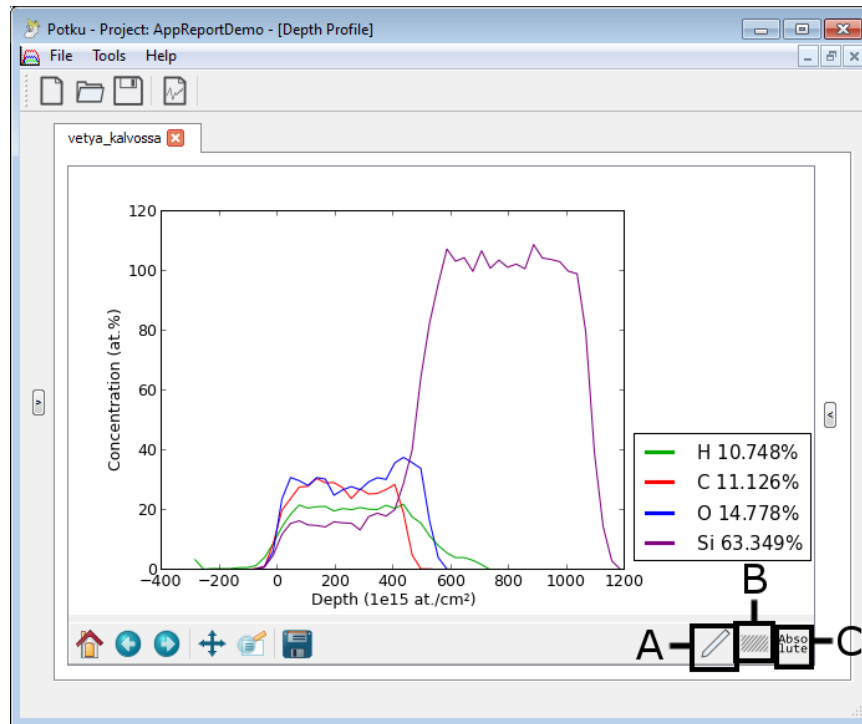 Potku - Project: AppReportDemo - [Depth Profile]
File Tools Help
vetya_kalvossa
120
100
80
60
40
20
0
Concentration (at.%)
−400 −200 0 200 400 600 800 1000 1200
Depth (1e15 at./cm²)
H 10.748%
C 11.126%
O 14.778%
Si 63.349%
B
A
Abso
lute
C